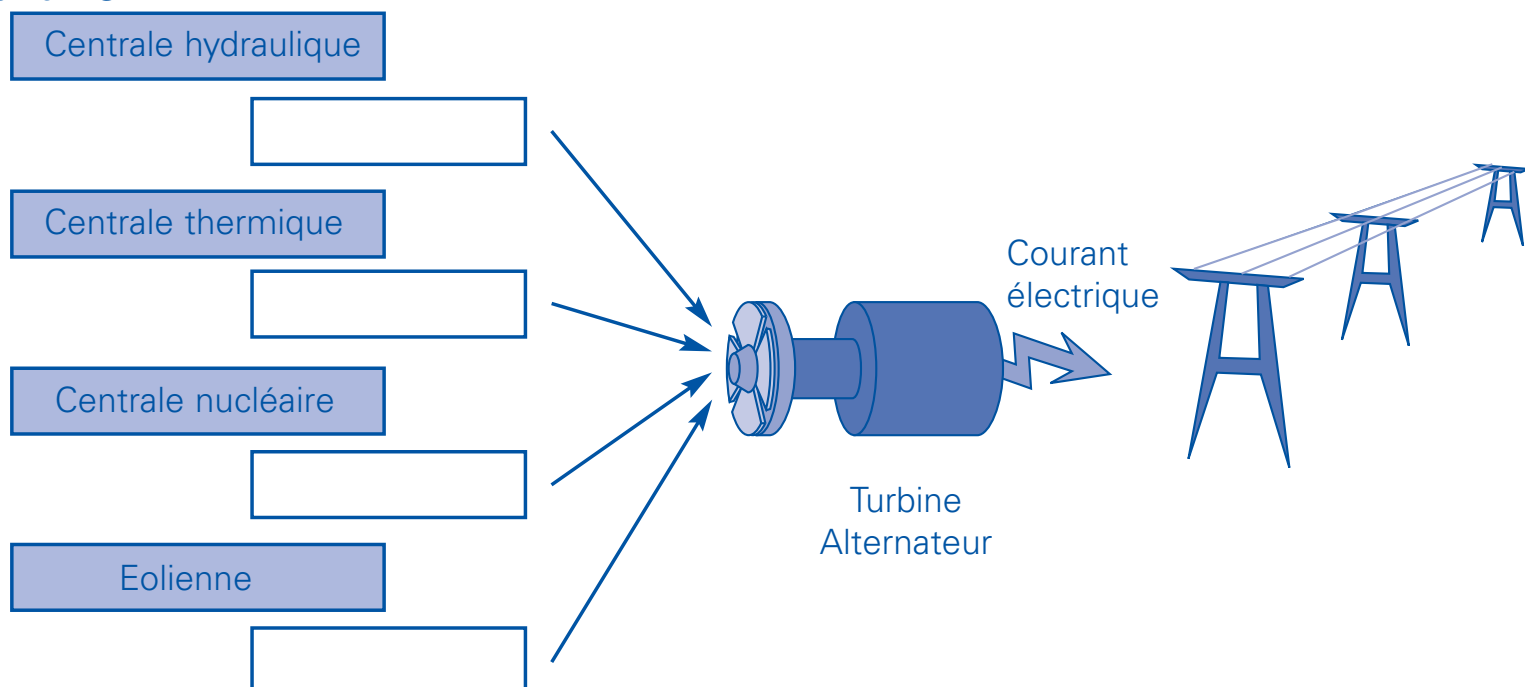 Centrale hydraulique
Centrale thermique
Centrale nucléaire
Eolienne
Courant
électrique
Turbine
Alternateur